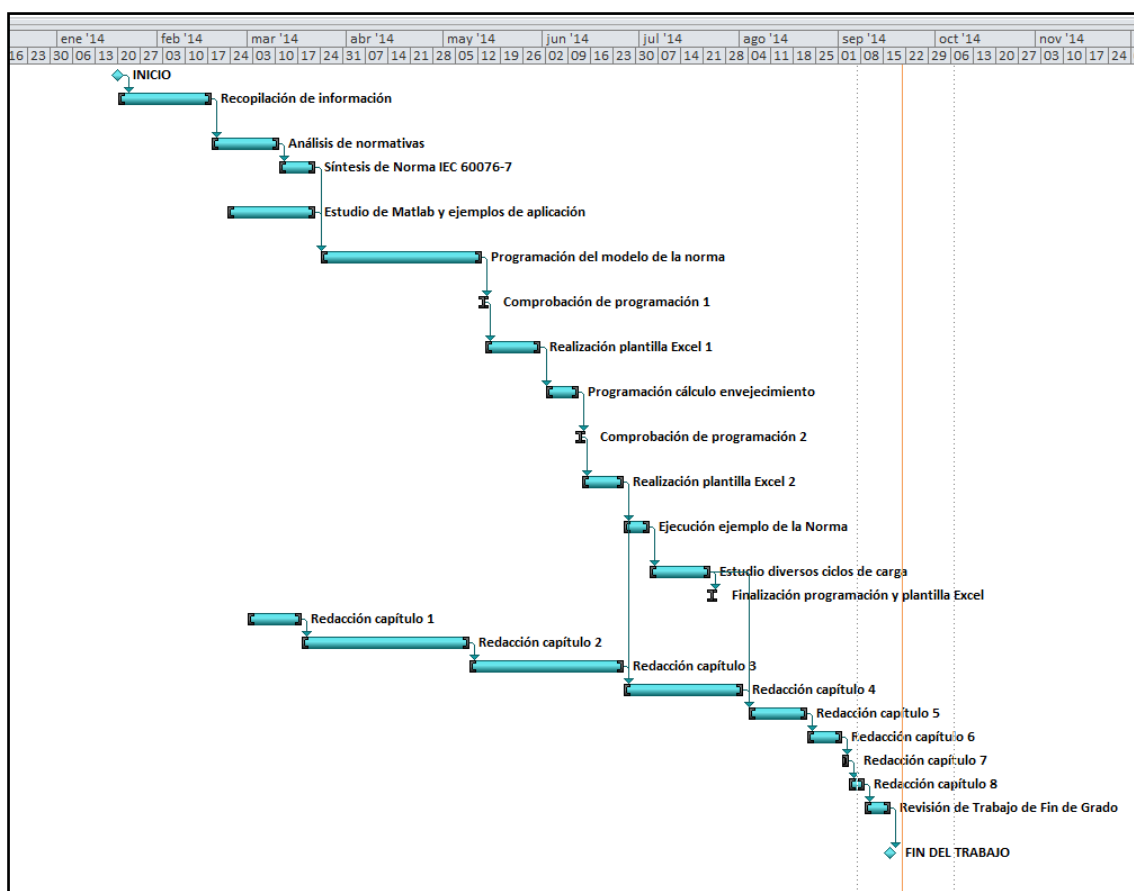 ene '14 feb '14 mar '14 abr '14 may '14 jun '14 jul '14 ago '14 sep '14 oct '14 nov '14
16 23 30 06 13 20 27 03 10 17 24 03 10 17 24 31 07 14 21 28 05 12 19 26 02 09 16 23 30 07 14 21 28 04 11 18 25 01 08 15 22 29 06 13 20 27 03 10 17 24
INICIO
Recopilación de información
Análisis de normativas
Síntesis de Norma IEC 60076-7
Estudio de Matlab y ejemplos de aplicación
Programación del modelo de la norma
Comprobación de programación 1
Realización plantilla Excel 1
Programación cálculo envejecimiento
Comprobación de programación 2
Realización plantilla Excel 2
Ejecución ejemplo de la Norma
Estudio diversos ciclos de carga
Finalización programación y plantilla Excel
Redacción capítulo 1
Redacción capítulo 2
Redacción capítulo 3
Redacción capítulo 4
Redacción capítulo 5
Redacción capítulo 6
Redacción capítulo 7
Redacción capítulo 8
Revisión de Trabajo de Fin de Grado
FIN DEL TRABAJO